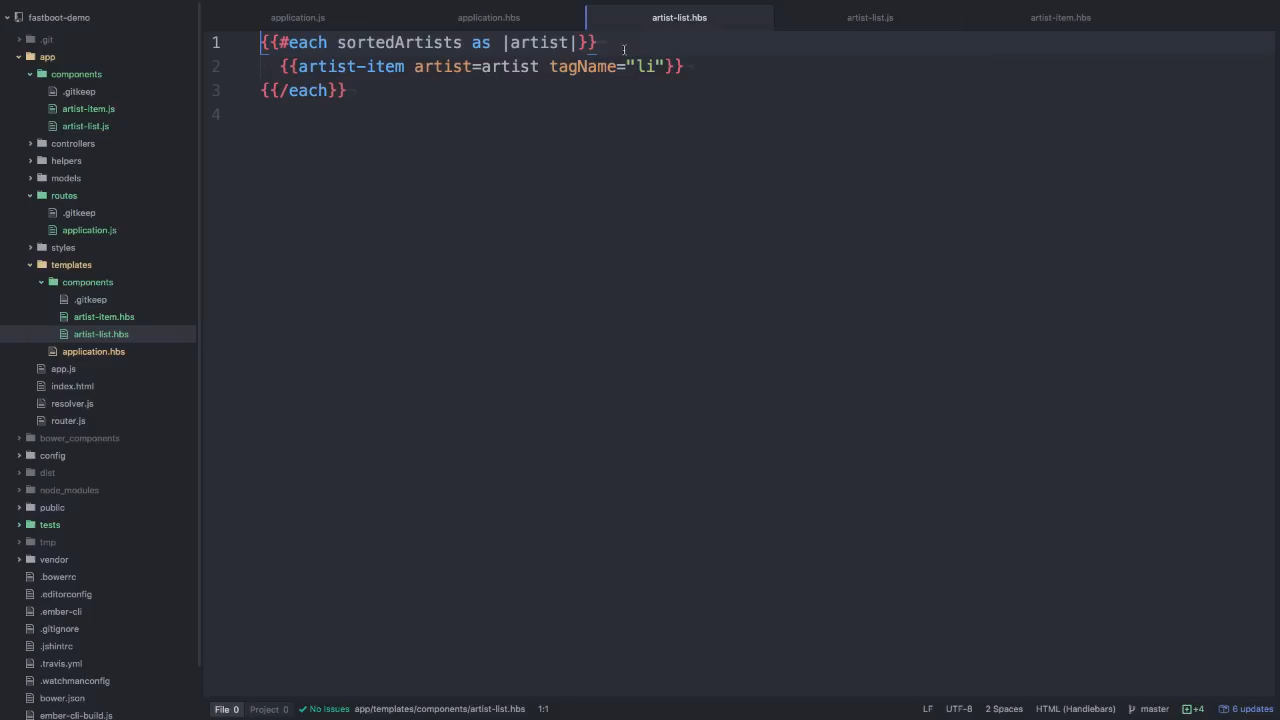 fastboot-demo
application.js
application.hbs
artist-list.hbs
artist-list.js
artist-item.hbs
.git
app
components
.gitkeep
artist-item.js
artist-list.js
controllers
helpers
models
routes
.gitkeep
application.js
styles
templates
components
.gitkeep
artist-item.hbs
artist-list.hbs
application.hbs
app.js
index.html
resolver.js
router.js
bower_components
config
dist
node_modules
public
tests
tmp
vendor
.bowerrc
.editorconfig
.ember-cli
.gitignore
.jshintrc
.travis.yml
.watchmanconfig
bower.json
ember-cli-build.js
1 {{#each sortedArtists as |artist|}}
2 {{artist-item artist=artist tagName="li"}}
3 {{/each}}
4
File 0 Project 0 No Issues app/templates/components/artist-list.hbs 1:1 LF UTF-8 2 Spaces HTML (Handlebars) master +4 6 updates